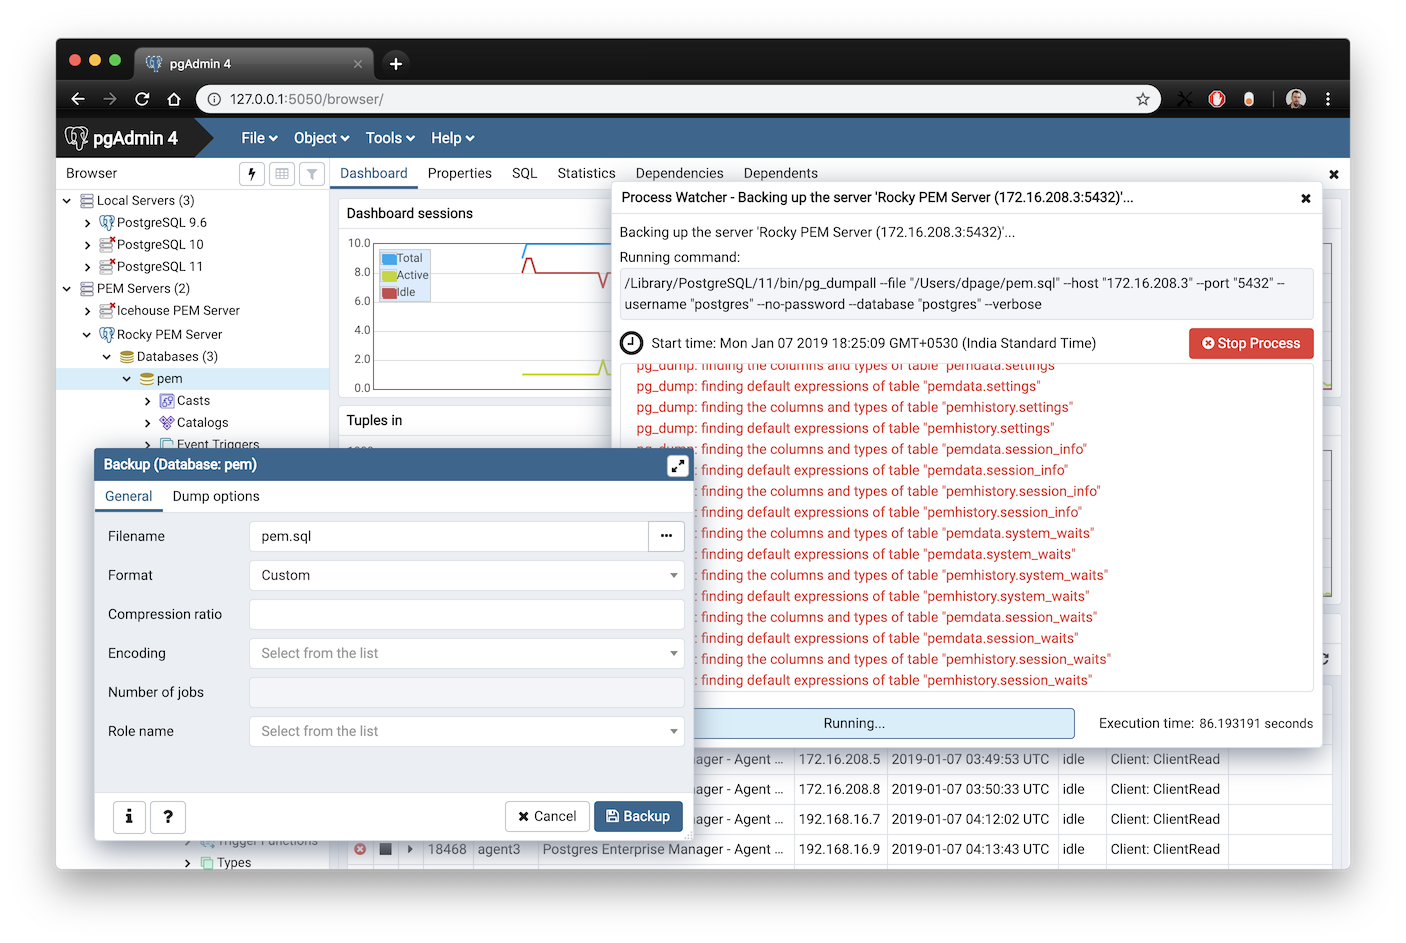 pgAdmin 4
127.0.0.1:5050/browser/
pgAdmin 4
File
Object
Tools
Help
Browser
Dashboard
Properties
SQL
Statistics
Dependencies
Dependents
Local Servers (3)
PostgreSQL 9.6
PostgreSQL 10
PostgreSQL 11
PEM Servers (2)
Icehouse PEM Server
Rocky PEM Server
Databases (3)
pem
Casts
Catalogs
Event Triggers
Trigger Functions
Types
Dashboard sessions
10.0
8.0
6.0
4.0
2.0
0.0
Total
Active
Idle
Tuples in
Process Watcher - Backing up the server 'Rocky PEM Server (172.16.208.3:5432)'...
Backing up the server 'Rocky PEM Server (172.16.208.3:5432)'...
Running command:
/Library/PostgreSQL/11/bin/pg_dumpall --file "/Users/dpage/pem.sql" --host "172.16.208.3" --port "5432" --
username "postgres" --no-password --database "postgres" --verbose
Start time: Mon Jan 07 2019 18:25:09 GMT+0530 (India Standard Time)
Stop Process
pg_dump: finding the columns and types of table "pemdata.settings"
pg_dump: finding default expressions of table "pemdata.settings"
pg_dump: finding the columns and types of table "pemhistory.settings"
pg_dump: finding default expressions of table "pemhistory.settings"
pg_dump: finding the columns and types of table "pemdata.session_info"
: finding default expressions of table "pemdata.session_info"
: finding the columns and types of table "pemhistory.session_info"
: finding default expressions of table "pemhistory.session_info"
: finding the columns and types of table "pemdata.system_waits"
: finding default expressions of table "pemdata.system_waits"
: finding the columns and types of table "pemhistory.system_waits"
: finding default expressions of table "pemhistory.system_waits"
: finding the columns and types of table "pemdata.session_waits"
: finding default expressions of table "pemdata.session_waits"
: finding the columns and types of table "pemhistory.session_waits"
: finding default expressions of table "pemhistory.session_waits"
Running...
Execution time: 86.193191 seconds
Backup (Database: pem)
General
Dump options
Filename
pem.sql
Format
Custom
Compression ratio
Encoding
Select from the list
Number of jobs
Role name
Select from the list
i
?
Cancel
Backup
ager - Agent ... 172.16.208.5 2019-01-07 03:49:53 UTC idle Client: ClientRead
ager - Agent ... 172.16.208.8 2019-01-07 03:50:33 UTC idle Client: ClientRead
ager - Agent ... 192.168.16.7 2019-01-07 04:12:02 UTC idle Client: ClientRead
18468 agent3 Postgres Enterprise Manager - Agent ... 192.168.16.9 2019-01-07 04:13:43 UTC idle Client: ClientRead